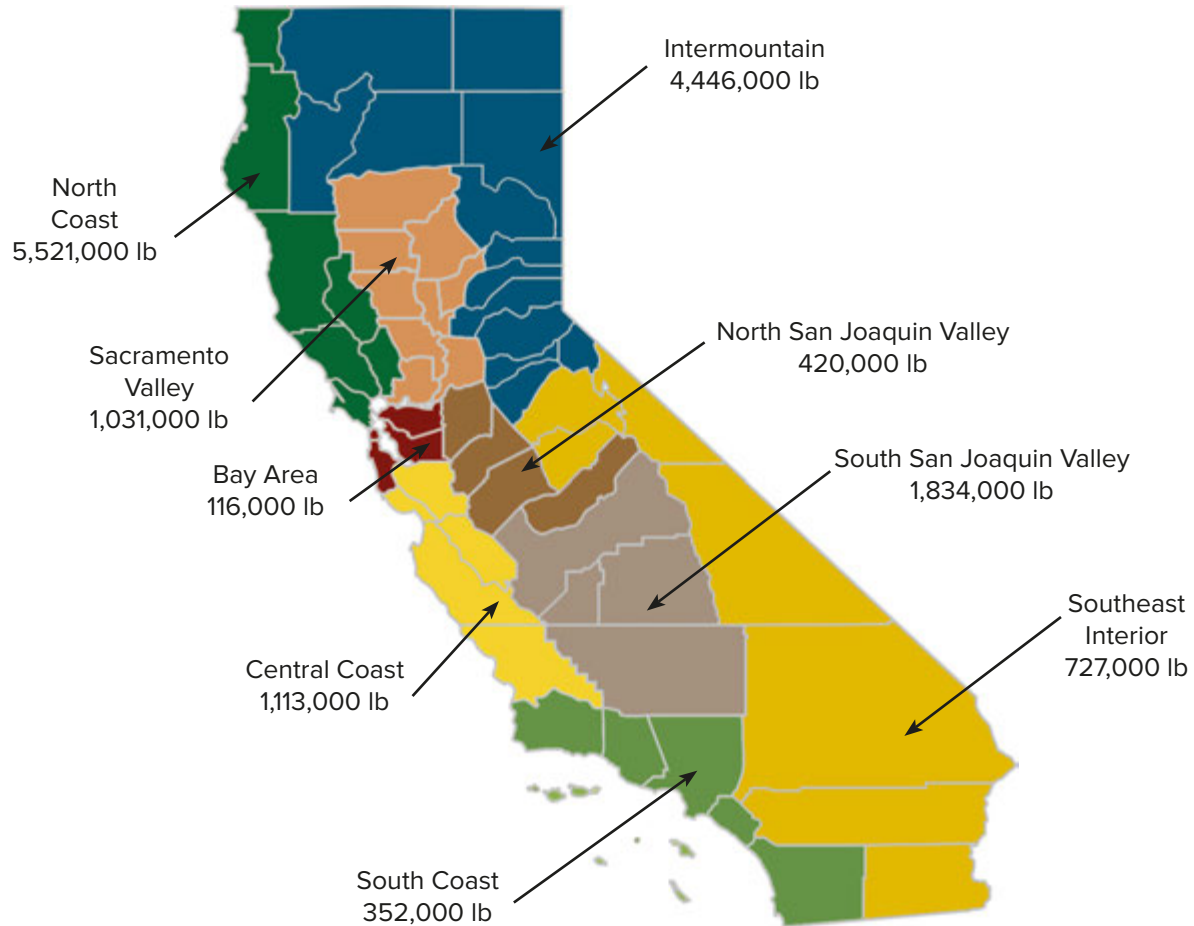 Intermountain
4,446,000 lb
North
Coast
5,521,000 lb
North San Joaquin Valley
420,000 lb
Sacramento
Valley
1,031,000 lb
South San Joaquin Valley
1,834,000 lb
Bay Area
116,000 lb
Southeast
Interior
727,000 lb
Central Coast
1,113,000 lb
South Coast
352,000 lb